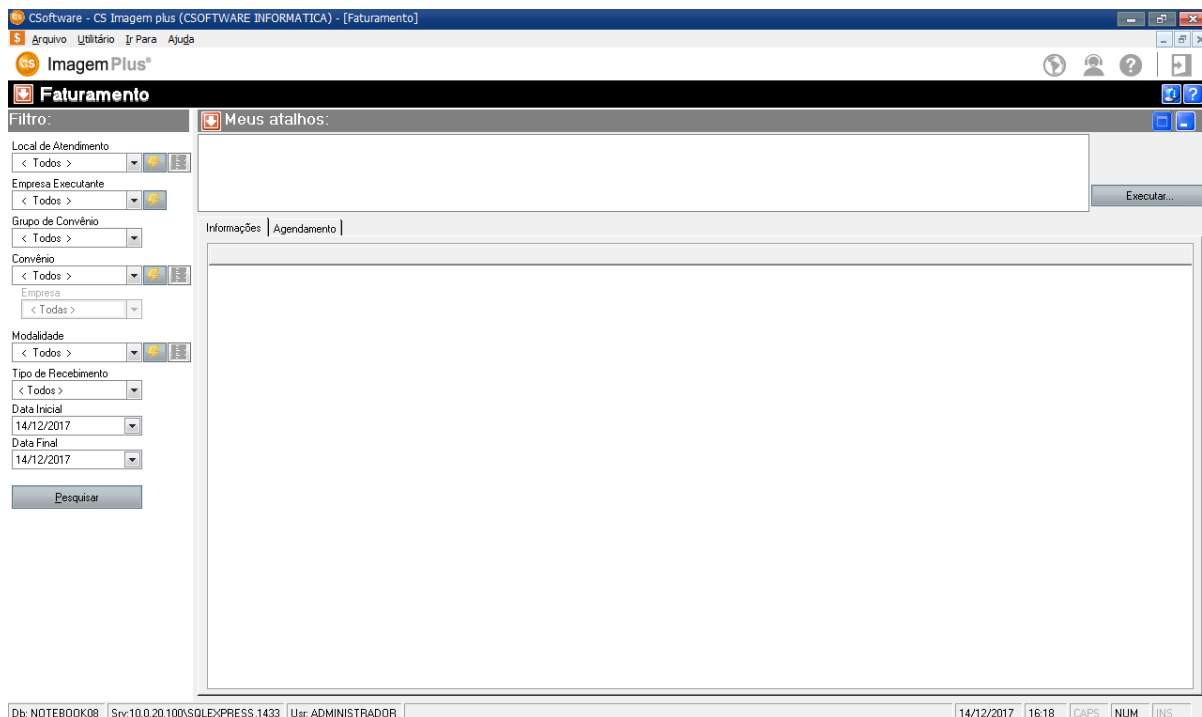 CSoftware - CS Imagem plus (CSOFTWARE INFORMATICA) - [Faturamento]
$ Arquivo Utilitário Ir Para Ajuda
CS Imagem Plus®
Faturamento
Filtro:
Meus atalhos:
Local de Atendimento
< Todos >
Empresa Executante
< Todos >
Executar...
Grupo de Convênio
< Todos >
Informações Agendamento
Convênio
< Todos >
Empresa
< Todas >
Modalidade
< Todos >
Tipo de Recebimento
< Todos >
Data Inicial
14/12/2017
Data Final
14/12/2017
Pesquisar
Db: NOTEBOOK08 Srv:10.0.20.100\SQLEXPRESS,1433 Usr: ADMINISTRADOR 14/12/2017 16:18 CAPS NUM INS